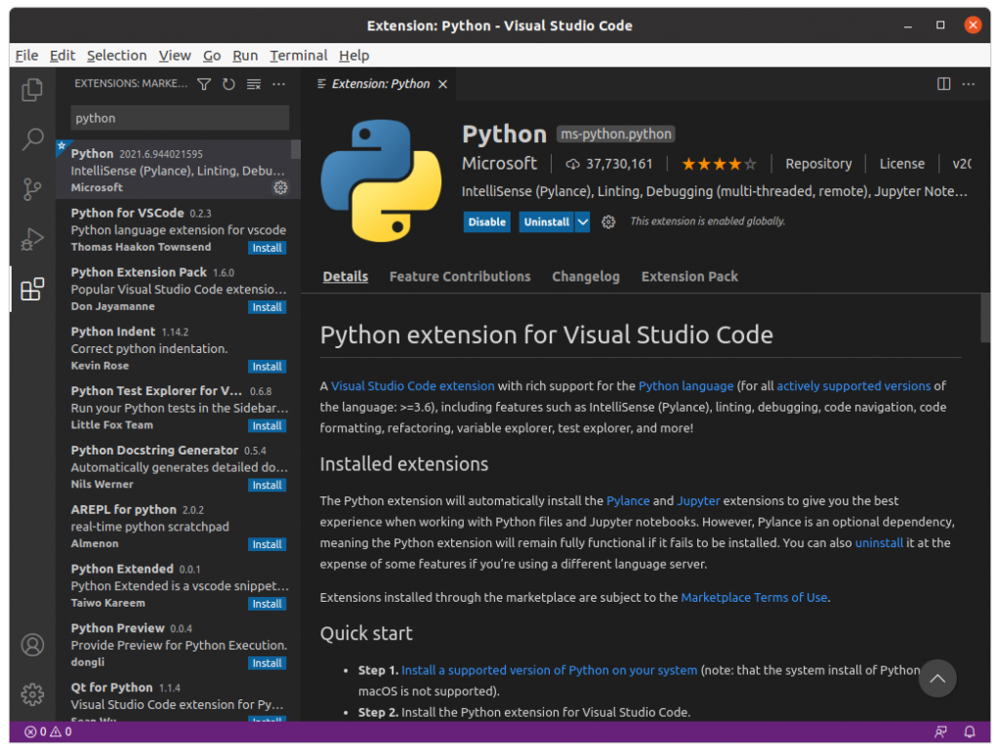 Extension: Python - Visual Studio Code
File Edit Selection View Go Run Terminal Help
EXTENSIONS: MARKE...
python
Python 2021.6.944021595
IntelliSense (Pylance), Linting, Debu...
Microsoft
Python for VSCode 0.2.3
Python language extension for vscode
Thomas Haakon Townsend Install
Python Extension Pack 1.6.0
Popular Visual Studio Code extensio...
Don Jayamanne Install
Python Indent 1.14.2
Correct python indentation.
Kevin Rose Install
Python Test Explorer for V... 0.6.8
Run your Python tests in the Sidebar...
Little Fox Team Install
Python Docstring Generator 0.5.4
Automatically generates detailed do...
Nils Werner Install
AREPL for python 2.0.2
real-time python scratchpad
Almenon Install
Python Extended 0.0.1
Python Extended is a vscode snippet...
Taiwo Kareem Install
Python Preview 0.0.4
Provide Preview for Python Execution.
dongli Install
Qt for Python 1.1.4
Visual Studio Code extension for Py...
Sean Wu Install
Extension: Python
Python ms-python.python
Microsoft 37,730,161 Repository License v20
IntelliSense (Pylance), Linting, Debugging (multi-threaded, remote), Jupyter Note...
Disable Uninstall This extension is enabled globally.
Details Feature Contributions Changelog Extension Pack
Python extension for Visual Studio Code
A Visual Studio Code extension with rich support for the Python language (for all actively supported versions of
the language: >=3.6), including features such as IntelliSense (Pylance), linting, debugging, code navigation, code
formatting, refactoring, variable explorer, test explorer, and more!
Installed extensions
The Python extension will automatically install the Pylance and Jupyter extensions to give you the best
experience when working with Python files and Jupyter notebooks. However, Pylance is an optional dependency,
meaning the Python extension will remain fully functional if it fails to be installed. You can also uninstall it at the
expense of some features if you’re using a different language server.
Extensions installed through the marketplace are subject to the Marketplace Terms of Use.
Quick start
• Step 1. Install a supported version of Python on your system (note: that the system install of Python
macOS is not supported).
• Step 2. Install the Python extension for Visual Studio Code.
0 0